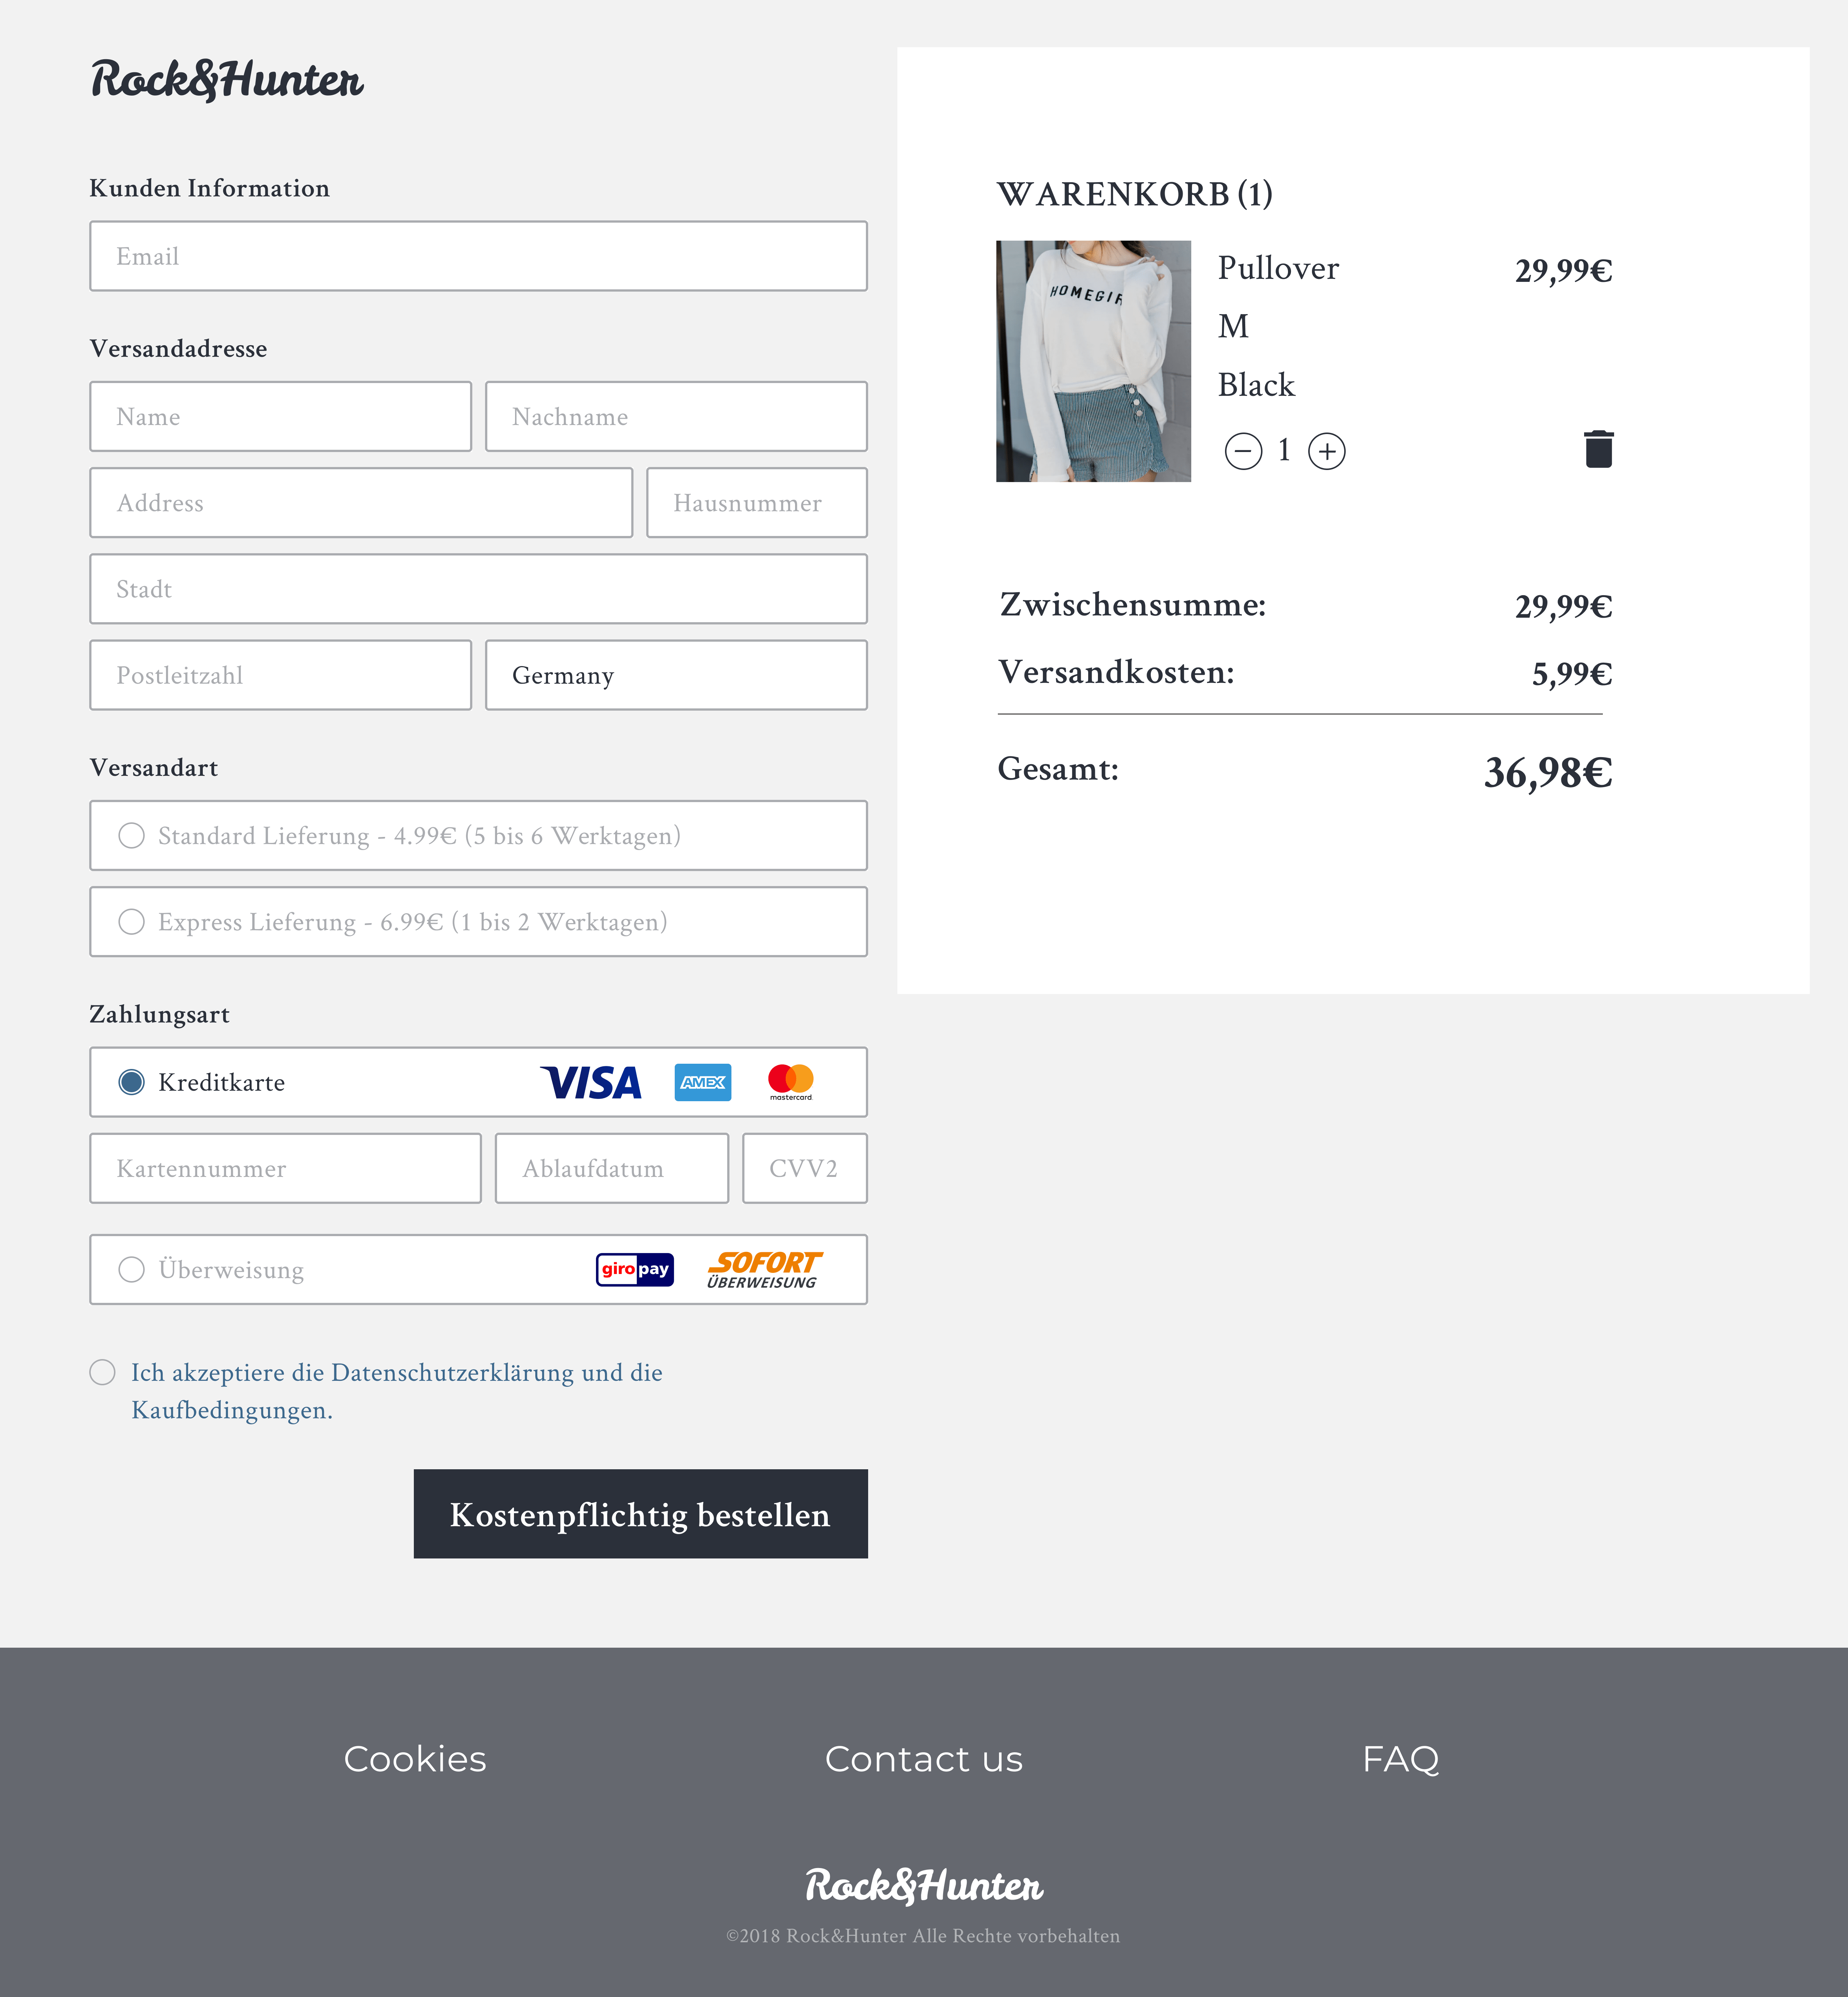 Rock&Hunter
Kunden Information
Email
Versandadresse
Name
Nachname
Address
Hausnummer
Stadt
Postleitzahl
Germany
Versandart
Standard Lieferung - 4.99€ (5 bis 6 Werktagen)
Express Lieferung - 6.99€ (1 bis 2 Werktagen)
Zahlungsart
Kreditkarte
VISA
AMEX
mastercard
Kartennummer
Ablaufdatum
CVV2
Überweisung
giropay
SOFORT
ÜBERWEISUNG
Ich akzeptiere die Datenschutzerklärung und die
Kaufbedingungen.
Kostenpflichtig bestellen
WARENKORB (1)
HOMEGIR
Pullover
29,99€
M
Black
1
Zwischensumme:
29,99€
Versandkosten:
5,99€
Gesamt:
36,98€
Cookies
Contact us
FAQ
Rock&Hunter
©2018 Rock&Hunter Alle Rechte vorbehalten